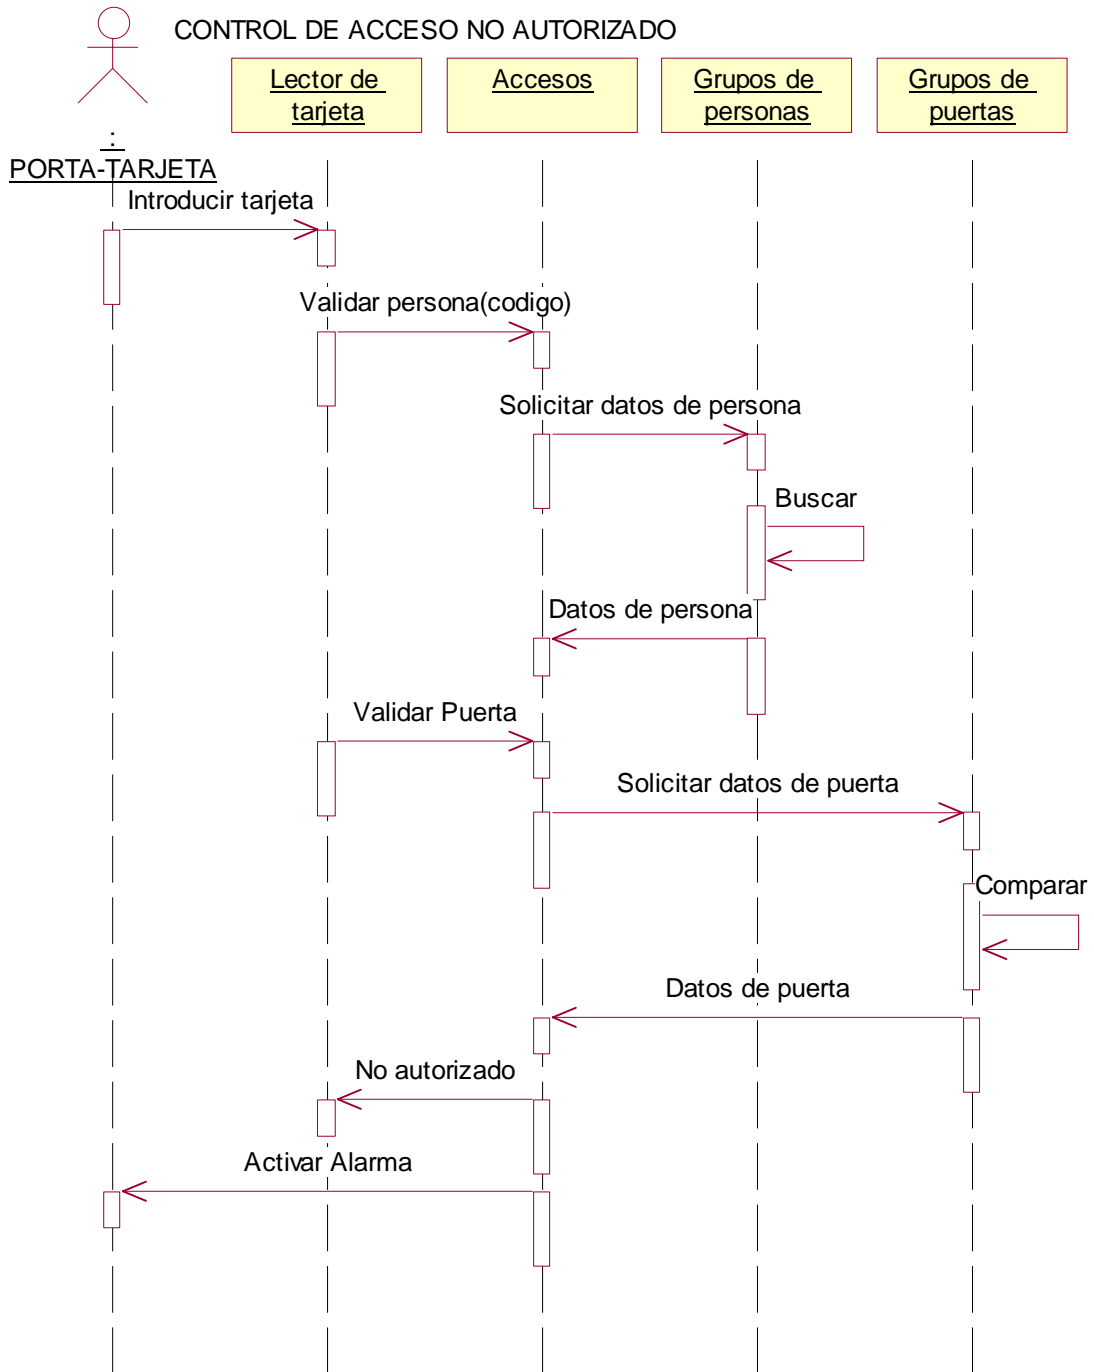 CONTROL DE ACCESO NO AUTORIZADO
Lector de
tarjeta
Accesos
Grupos de
personas
Grupos de
puertas
:
PORTA-TARJETA
Introducir tarjeta
Validar persona(codigo)
Solicitar datos de persona
Buscar
Datos de persona
Validar Puerta
Solicitar datos de puerta
Comparar
Datos de puerta
No autorizado
Activar Alarma